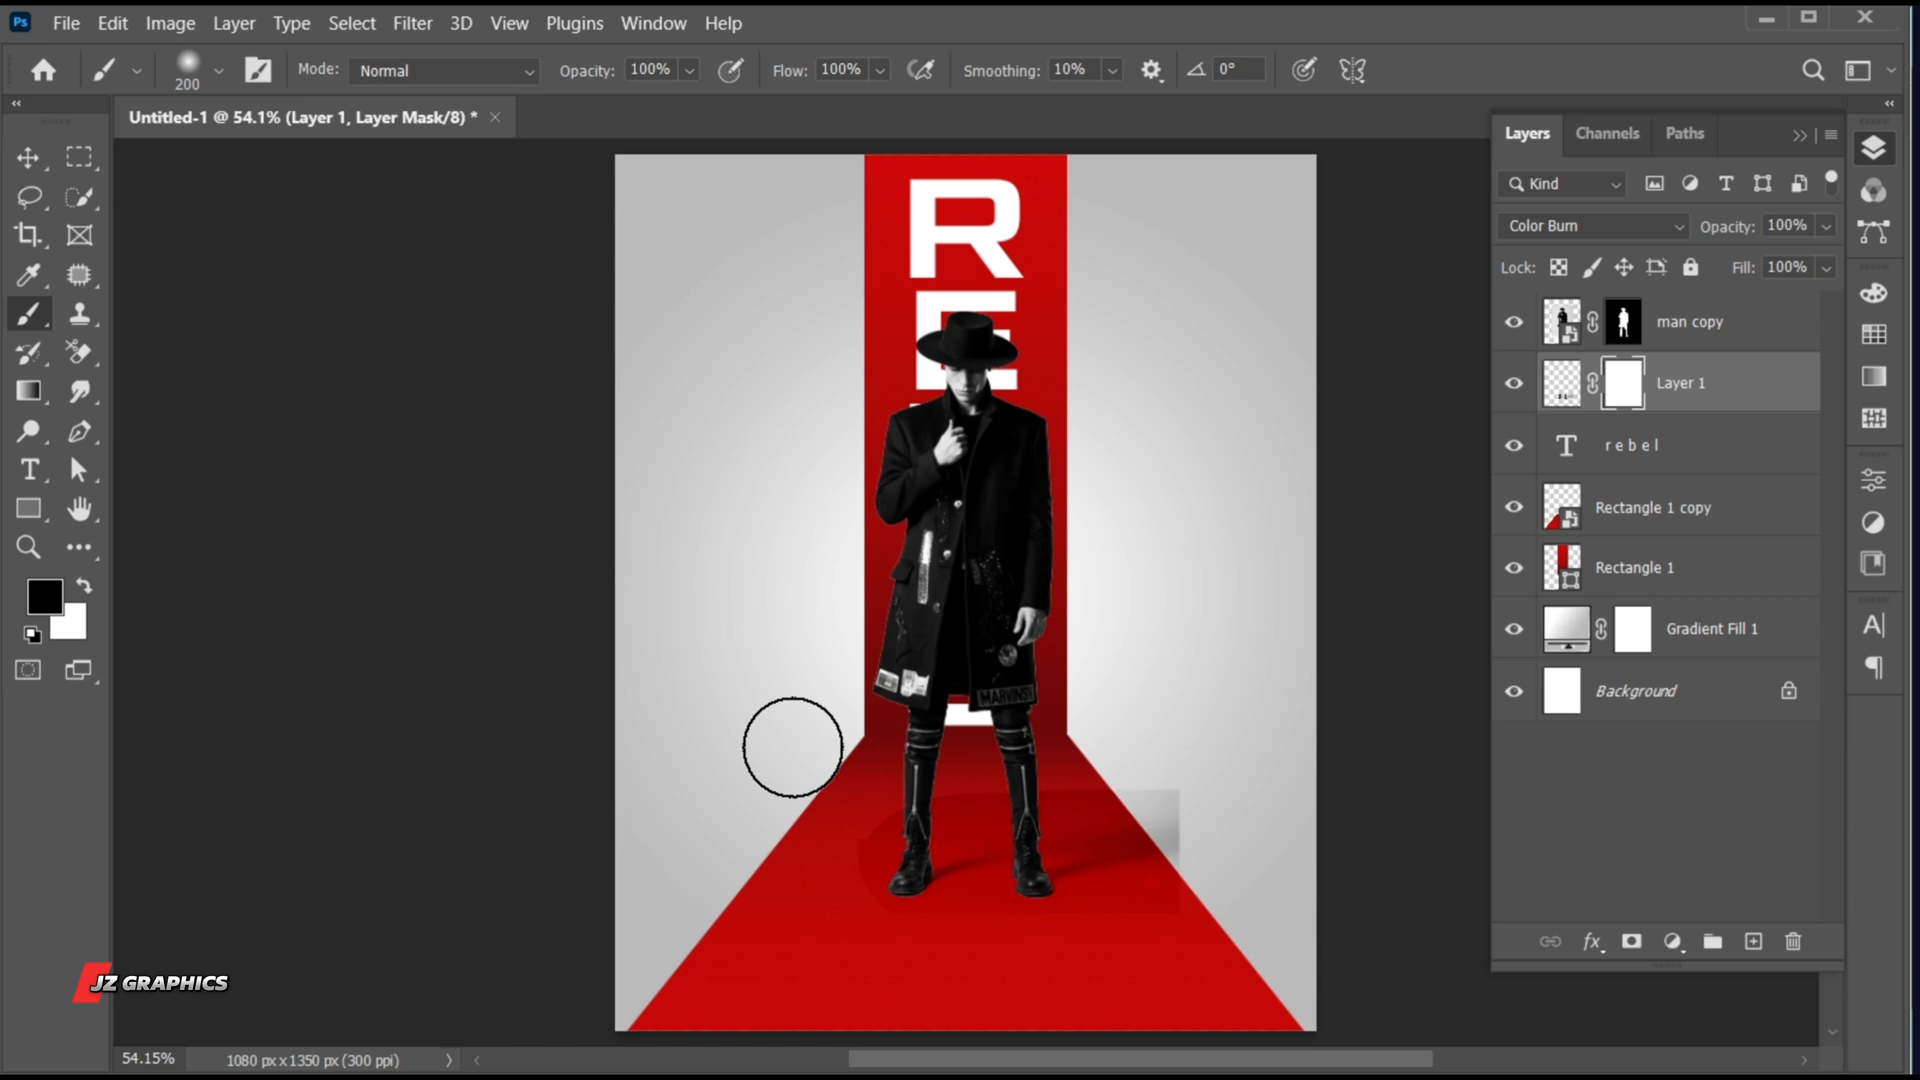 Ps File Edit Image Layer Type Select Filter 3D View Plugins Window Help
200 Mode: Normal Opacity: 100% Flow: 100% Smoothing: 10% 0°
Untitled-1 @ 54.1% (Layer 1, Layer Mask/8) *
Layers Channels Paths
Kind
Color Burn Opacity: 100%
Lock: Fill: 100%
man copy
Layer 1
r e b e l
Rectangle 1 copy
Rectangle 1
Gradient Fill 1
Background
fx
R
E
MARVINS
JZ GRAPHICS
54.15% 1080 px x 1350 px (300 ppi)